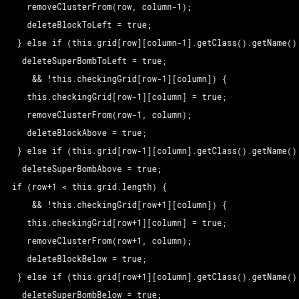 removeClusterFrom(row, column-1);
deleteBlockToLeft = true;
} else if (this.grid[row][column-1].getClass().getName()
deleteSuperBombToLeft = true;
&& !this.checkingGrid[row-1][column]) {
this.checkingGrid[row-1][column] = true;
removeClusterFrom(row-1, column);
deleteBlockAbove = true;
} else if (this.grid[row-1][column].getClass().getName()
deleteSuperBombAbove = true;
if (row+1 < this.grid.length) {
&& !this.checkingGrid[row+1][column]) {
this.checkingGrid[row+1][column] = true;
removeClusterFrom(row+1, column);
deleteBlockBelow = true;
} else if (this.grid[row+1][column].getClass().getName()
deleteSuperBombBelow = true;